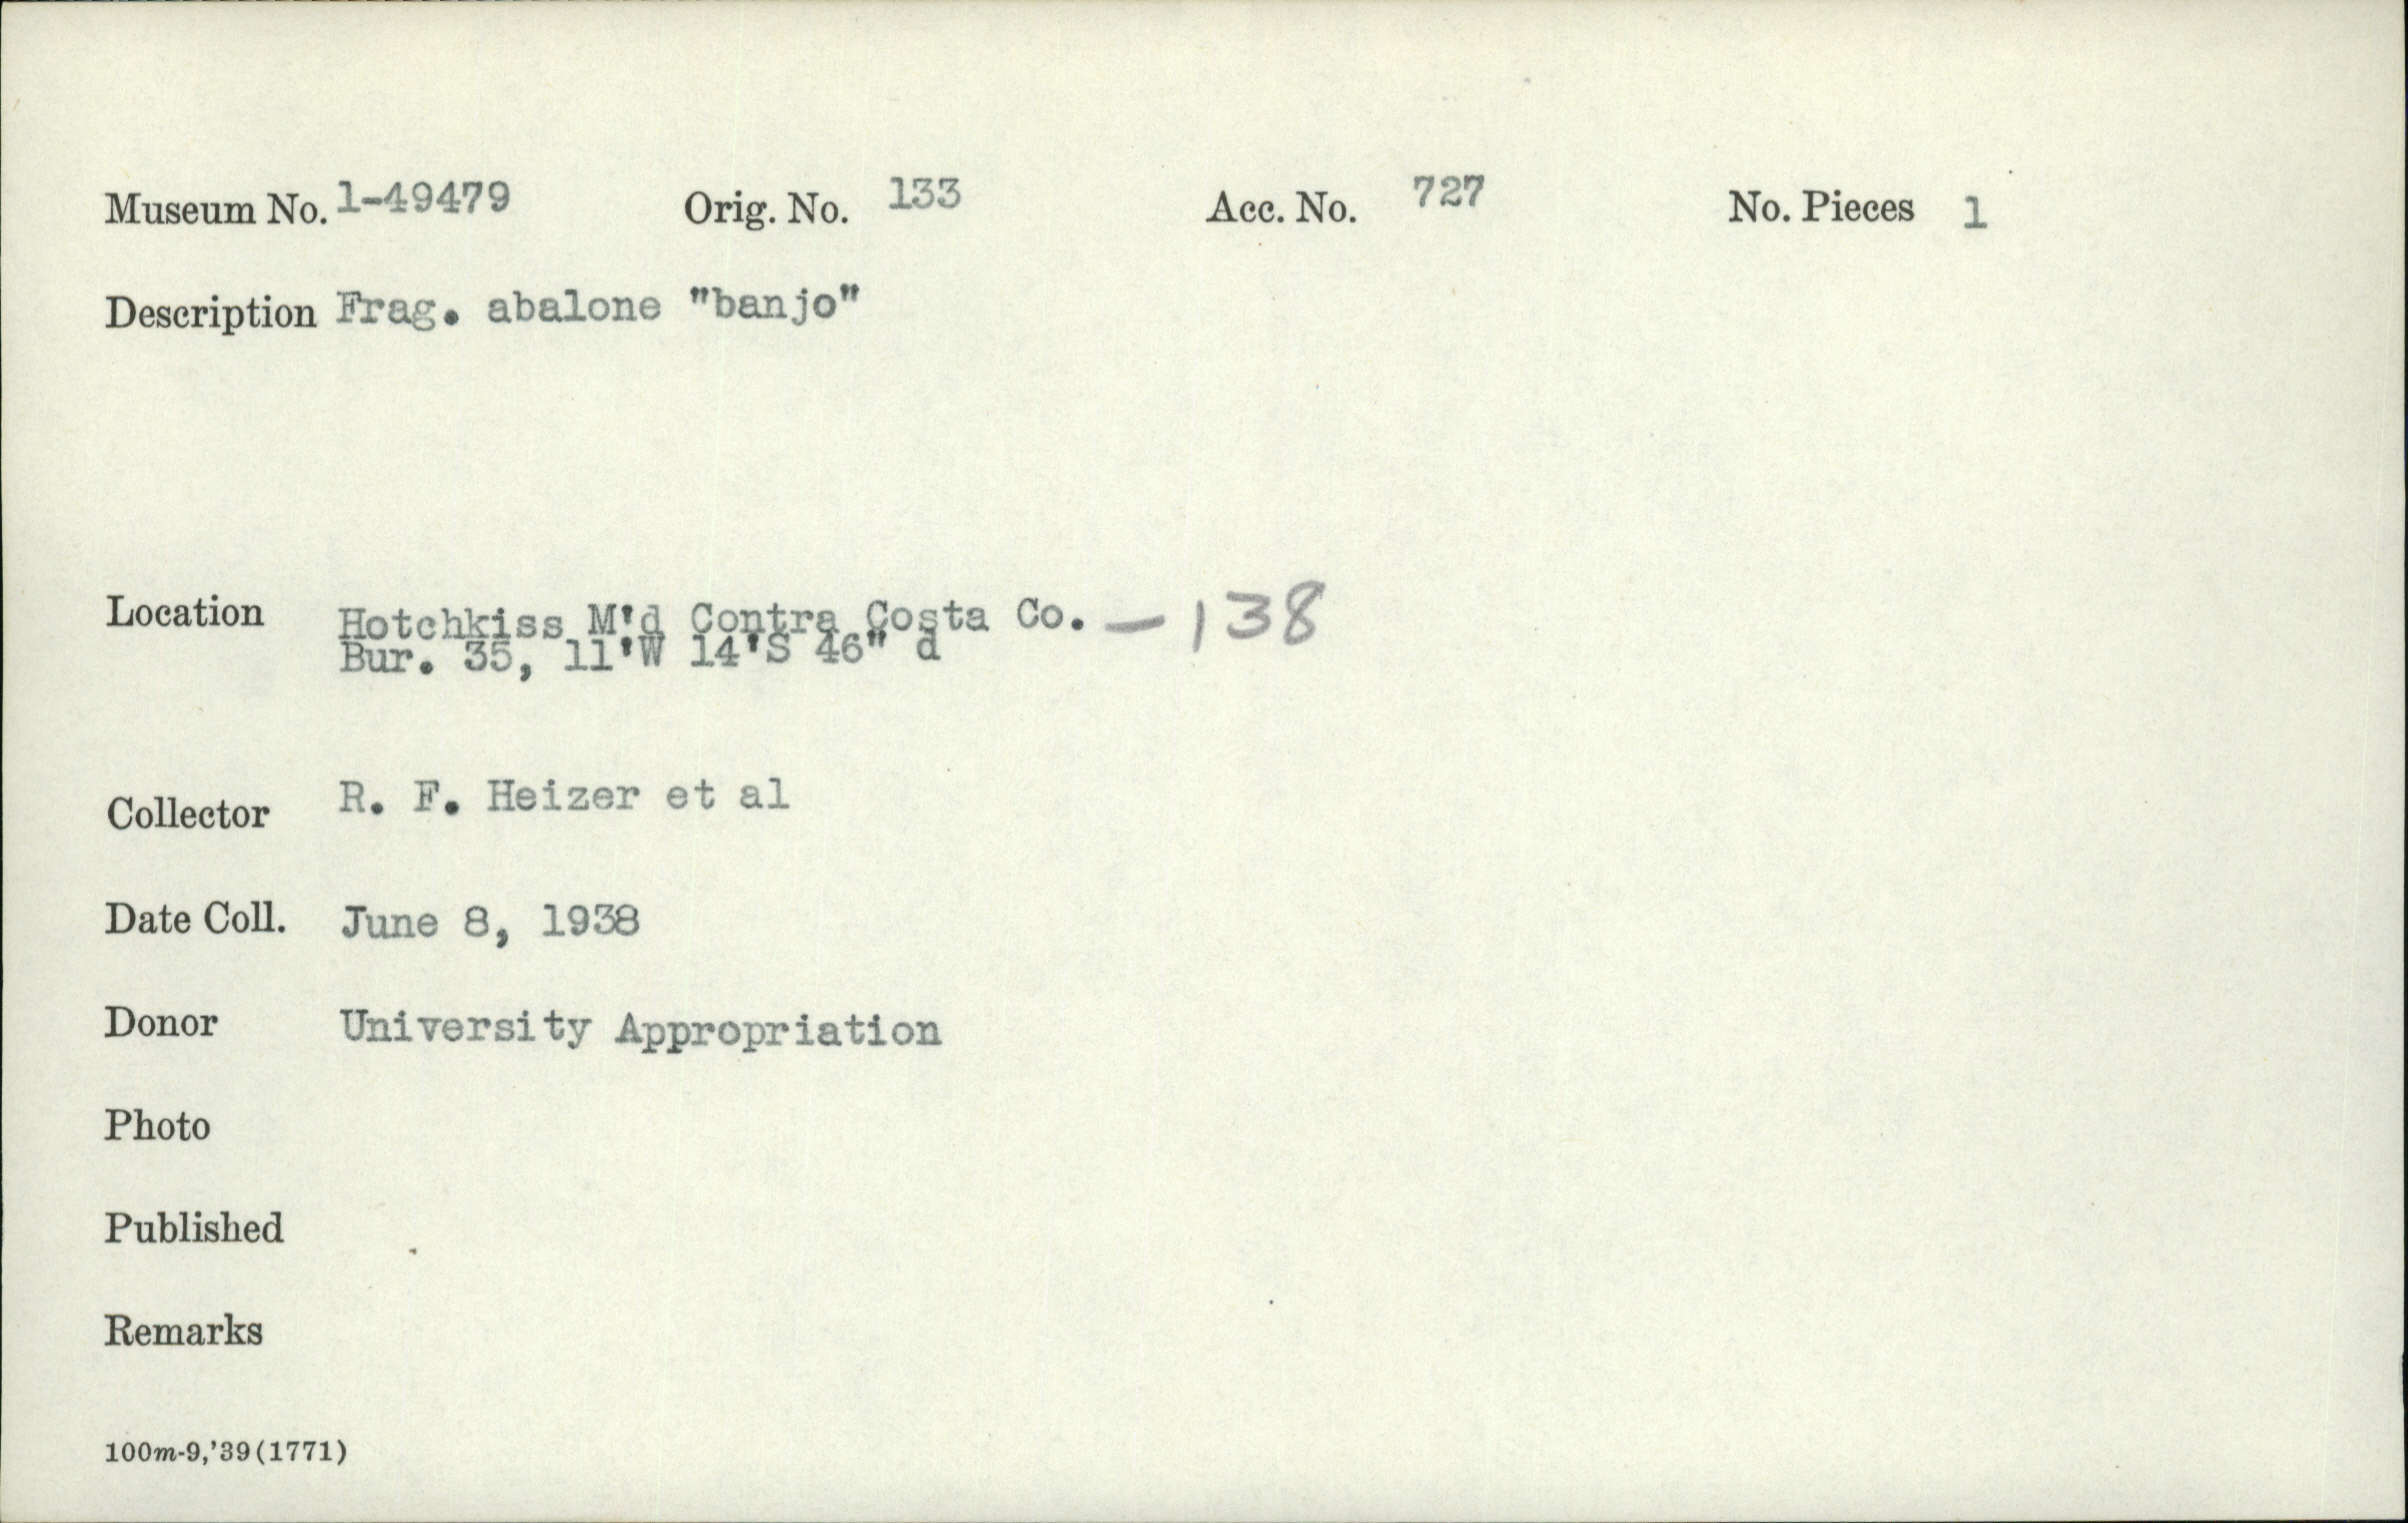 Museum No. 1-49479 Orig. No. 133 Acc. No. 727 No. Pieces 1
Description Frag. abalone "banjo"
Location Hotchkiss M'd Contra Costa Co. — 138
Bur. 35, 11'W 14'S 46" d
Collector R. F. Heizer et al
Date Coll. June 8, 1938
Donor University Appropriation
Photo
Published
Remarks
100m-9,'39(1771)